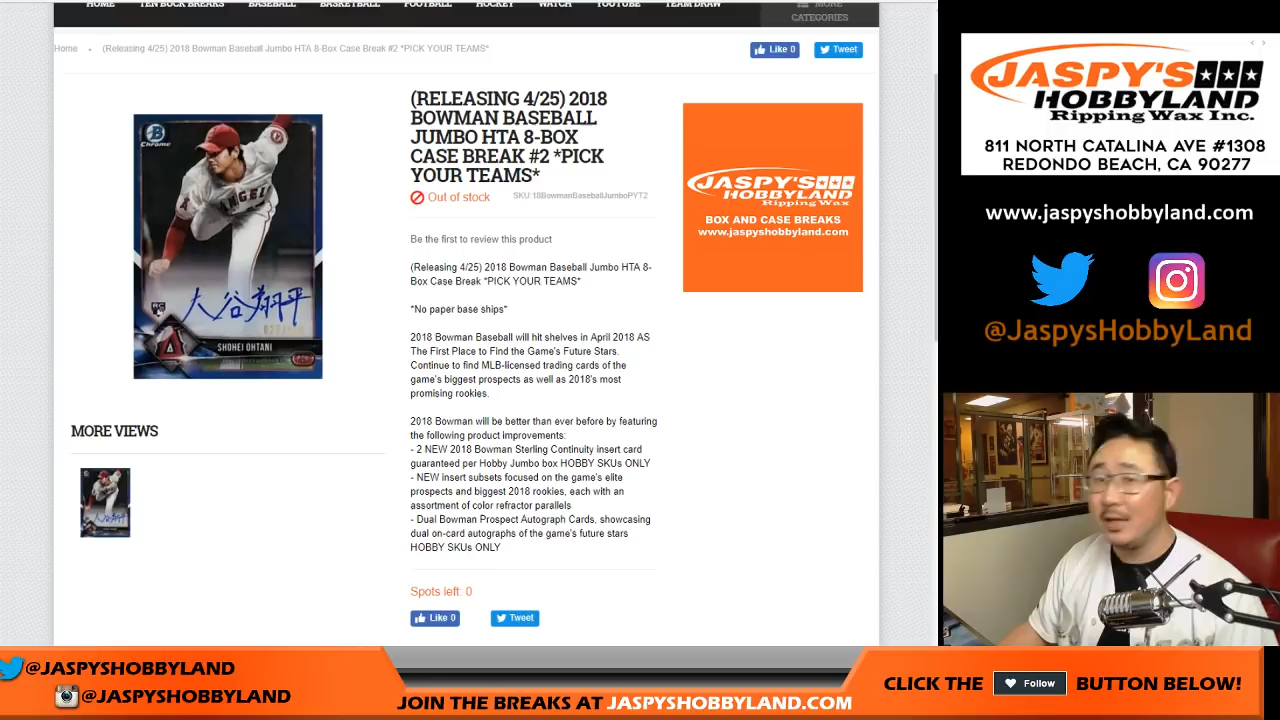 HOME
TEN BOCK BREAKS
BASEBALL
BASKETBALL
FOOTBALL
HOCKEY
WATCH
YOUTUBE
TEAM DRAW
MORE
CATEGORIES
Home
(Releasing 4/25) 2018 Bowman Baseball Jumbo HTA 8-Box Case Break #2 *PICK YOUR TEAMS*
Like 0
Tweet
(RELEASING 4/25) 2018
BOWMAN BASEBALL
JUMBO HTA 8-BOX
CASE BREAK #2 *PICK
YOUR TEAMS*
Out of stock
SKU:18BowmanBaseballJumboPYT2
Be the first to review this product
(Releasing 4/25) 2018 Bowman Baseball Jumbo HTA 8-
Box Case Break *PICK YOUR TEAMS*
*No paper base ships*
2018 Bowman Baseball will hit shelves in April 2018 AS
The First Place to Find the Game's Future Stars.
Continue to find MLB-licensed trading cards of the
game's biggest prospects as well as 2018's most
promising rookies.
2018 Bowman will be better than ever before by featuring
the following product improvements:
- 2 NEW 2018 Bowman Sterling Continuity insert card
guaranteed per Hobby Jumbo box HOBBY SKUs ONLY
- NEW insert subsets focused on the game's elite
prospects and biggest 2018 rookies, each with an
assortment of color refractor parallels
- Dual Bowman Prospect Autograph Cards, showcasing
dual on-card autographs of the game's future stars
HOBBY SKUs ONLY
Spots left: 0
Like 0
Tweet
Chrome
ANGELS
大谷翔平
SHOHEI OHTANI
MORE VIEWS
JASPY'S
HOBBYLAND
Ripping Wax
BOX AND CASE BREAKS
www.jaspyshobbyland.com
JASPY'S
HOBBYLAND
Ripping Wax Inc.
811 NORTH CATALINA AVE #1308
REDONDO BEACH, CA 90277
www.jaspyshobbyland.com
@JaspysHobbyLand
@JASPYSHOBBYLAND
@JASPYSHOBBYLAND
JOIN THE BREAKS AT JASPYSHOBBYLAND.COM
CLICK THE
Follow
BUTTON BELOW!